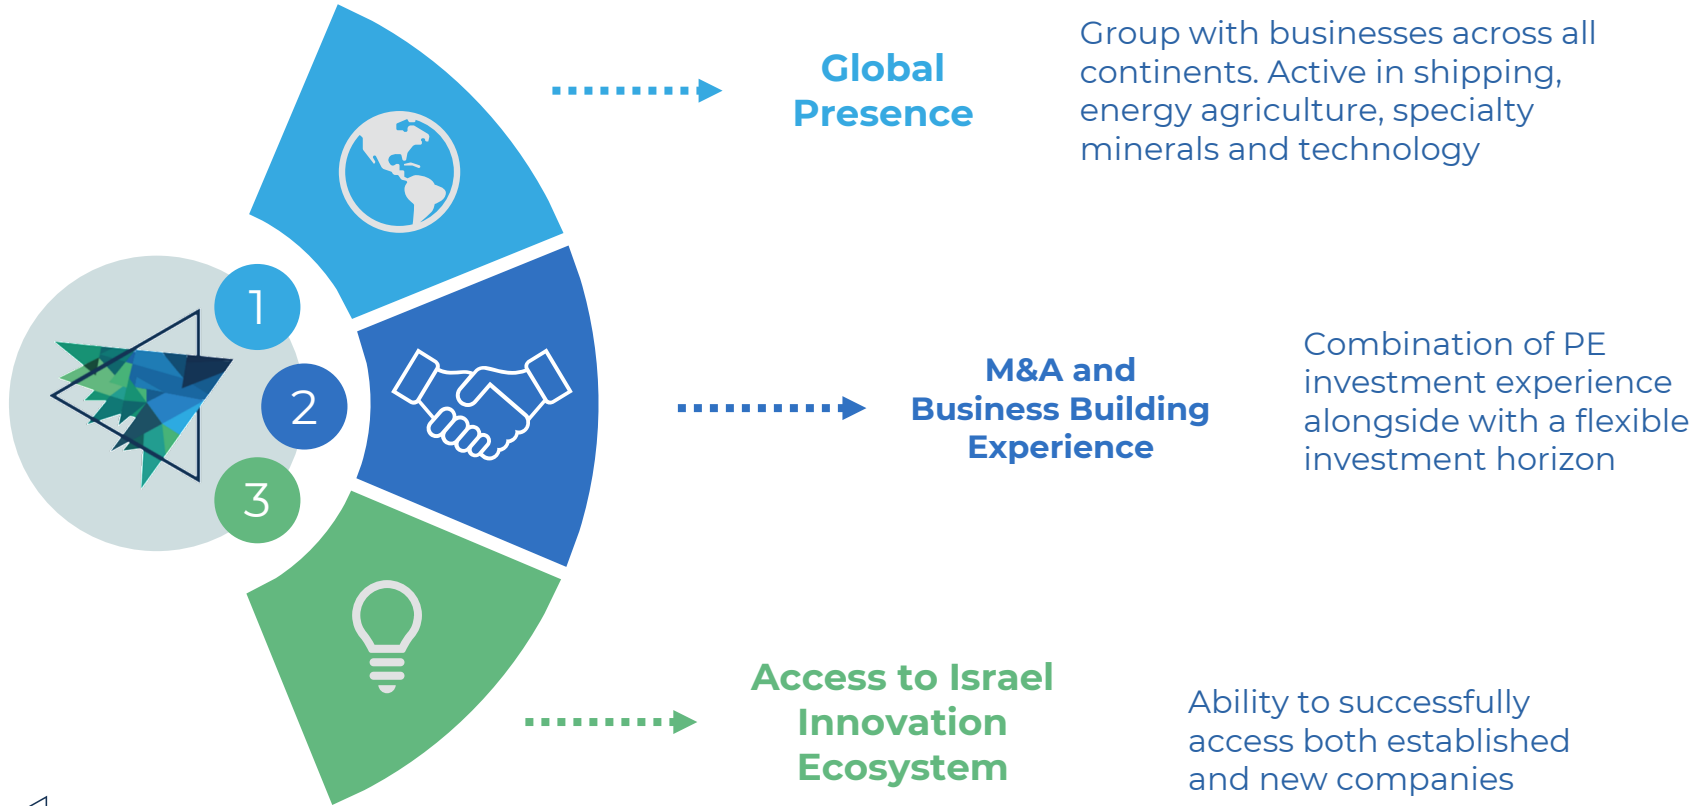 Global
Presence
Group with businesses across all
continents. Active in shipping,
energy agriculture, specialty
minerals and technology
1
2
3
M&A and
Business Building
Experience
Combination of PE
investment experience
alongside with a flexible
investment horizon
Access to Israel
Innovation
Ecosystem
Ability to successfully
access both established
and new companies